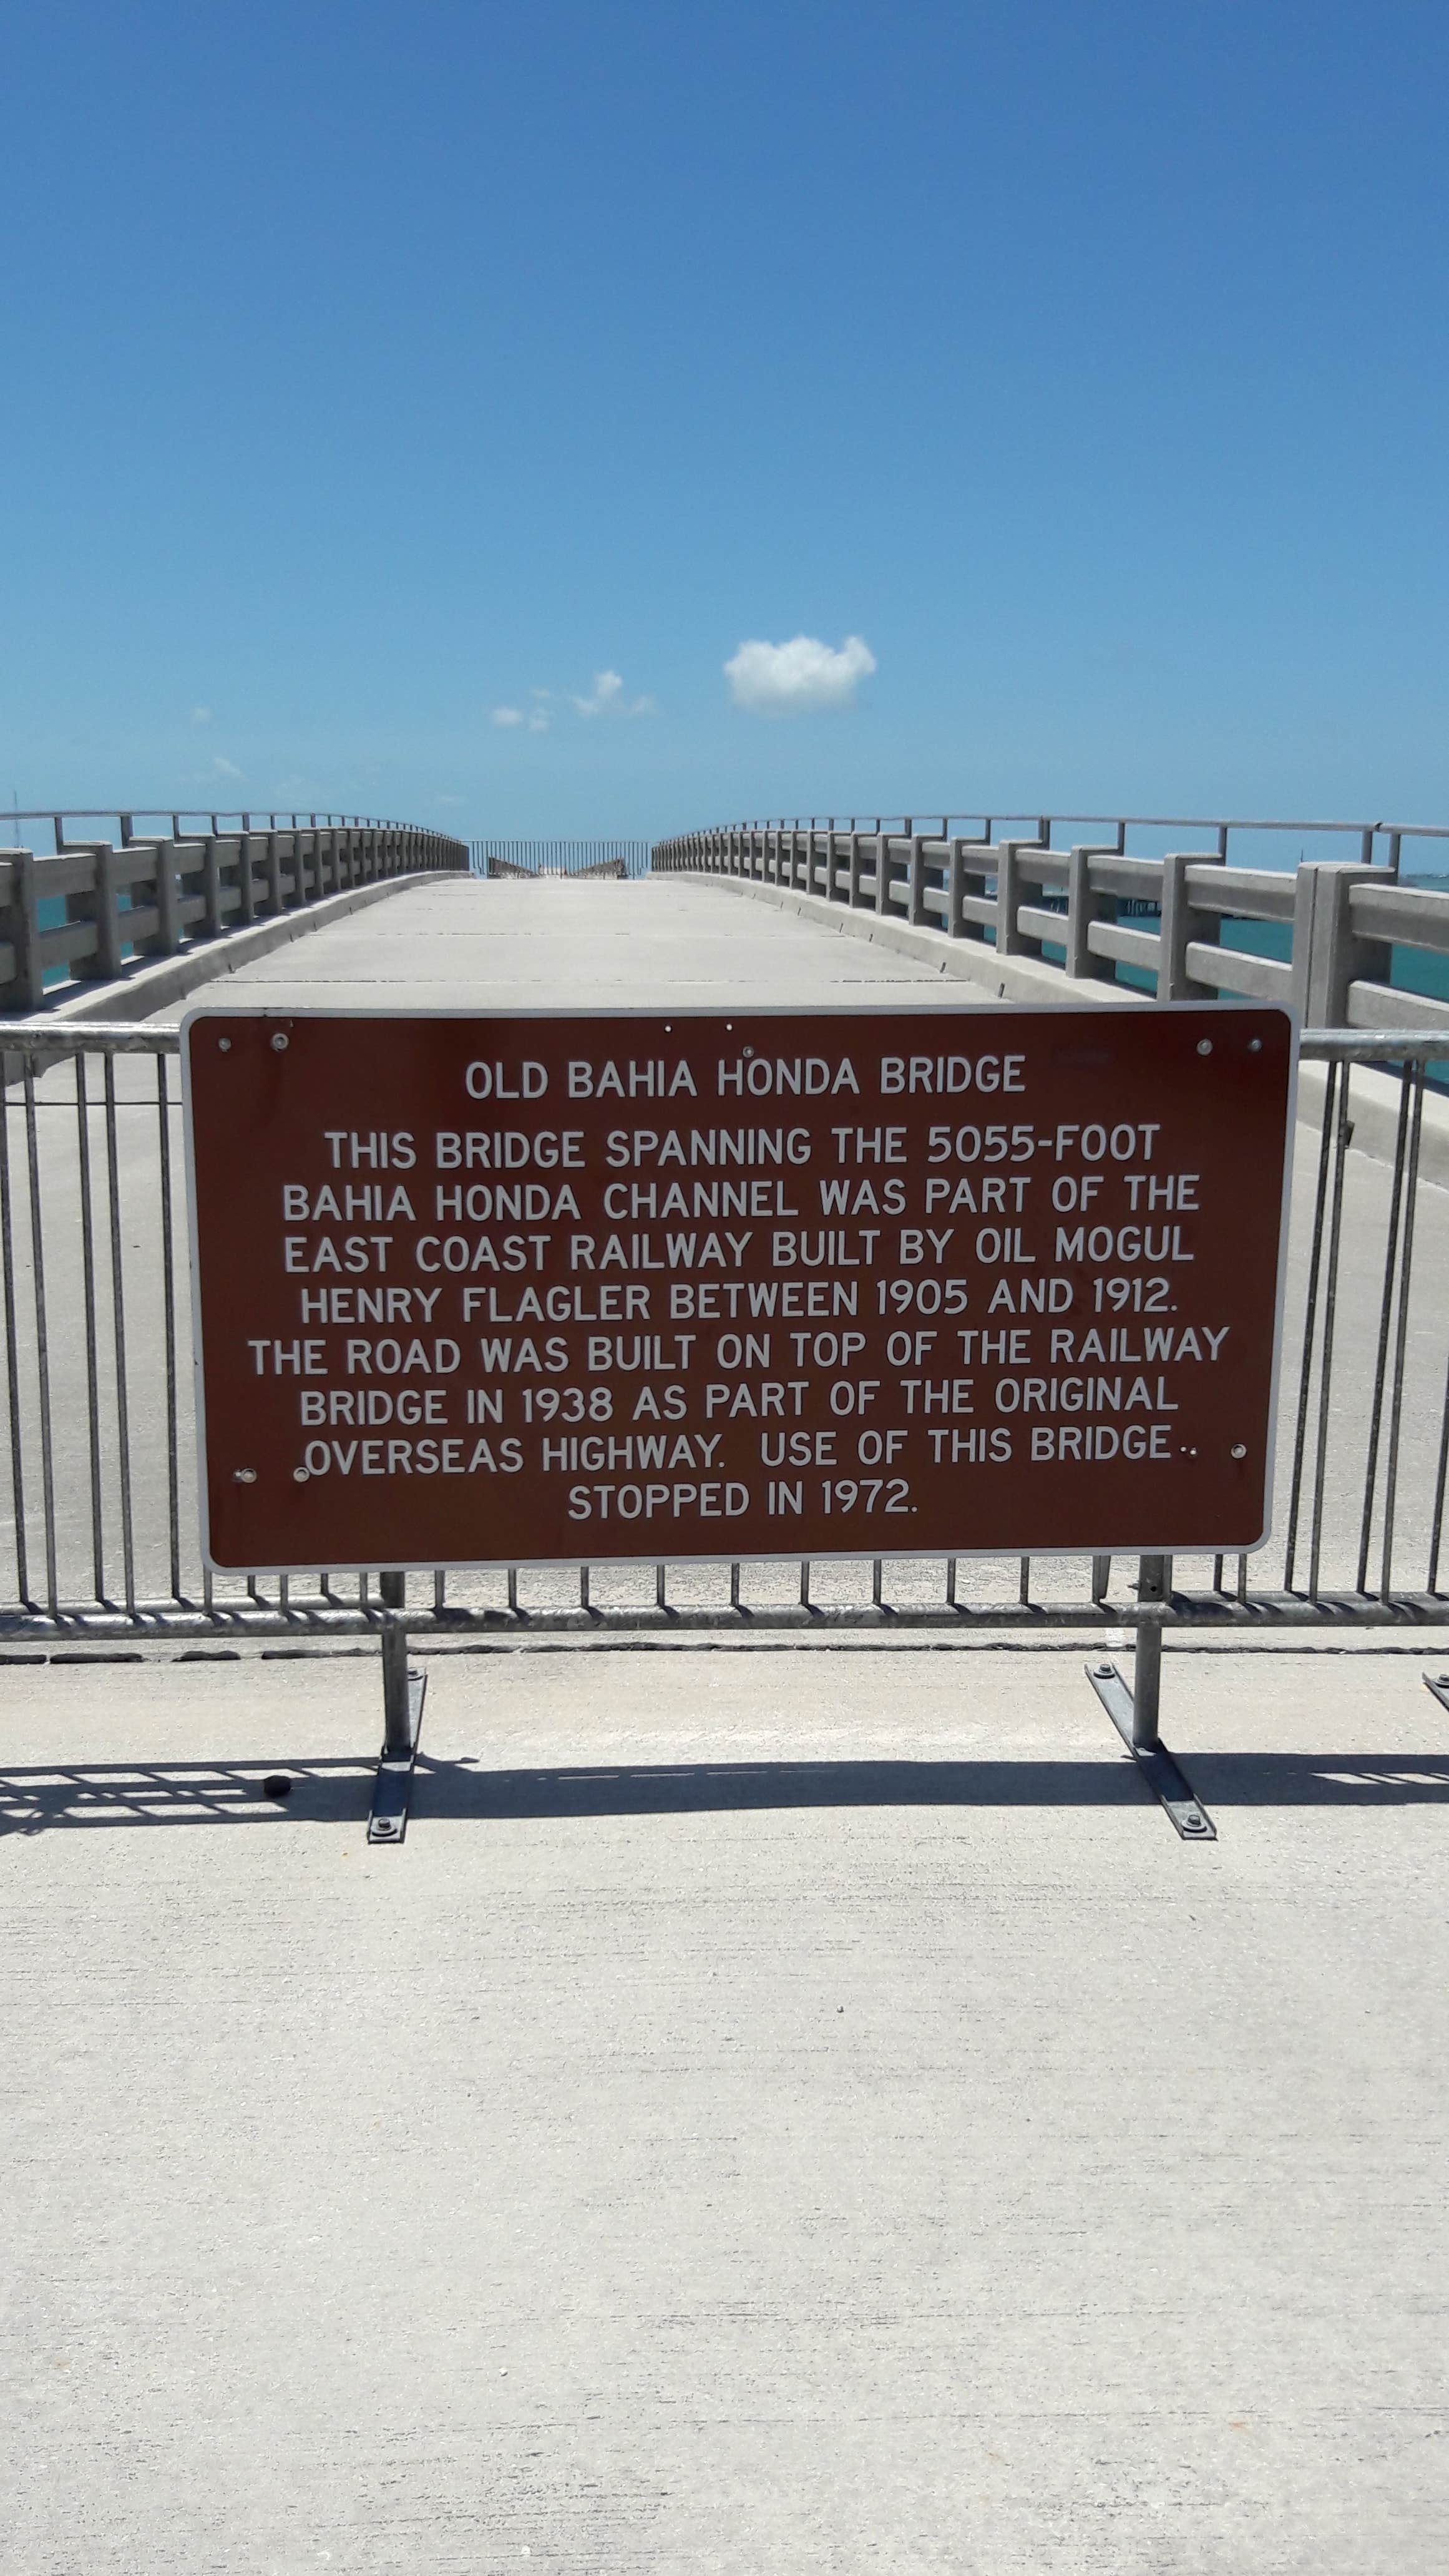 OLD BAHIA HONDA BRIDGE
THIS BRIDGE SPANNING THE 5055-FOOT
BAHIA HONDA CHANNEL WAS PART OF THE
EAST COAST RAILWAY BUILT BY OIL MOGUL
HENRY FLAGLER BETWEEN 1905 AND 1912.
THE ROAD WAS BUILT ON TOP OF THE RAILWAY
BRIDGE IN 1938 AS PART OF THE ORIGINAL
OVERSEAS HIGHWAY. USE OF THIS BRIDGE
STOPPED IN 1972.